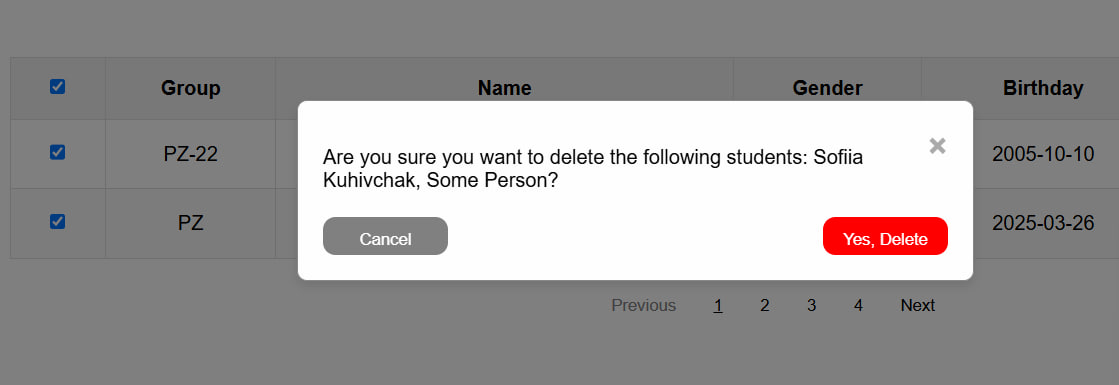 Group Name Gender Birthday
PZ-22 2005-10-10
PZ 2025-03-26
Are you sure you want to delete the following students: Sofiia
Kuhivchak, Some Person?
×
Cancel Yes, Delete
Previous 1 2 3 4 Next